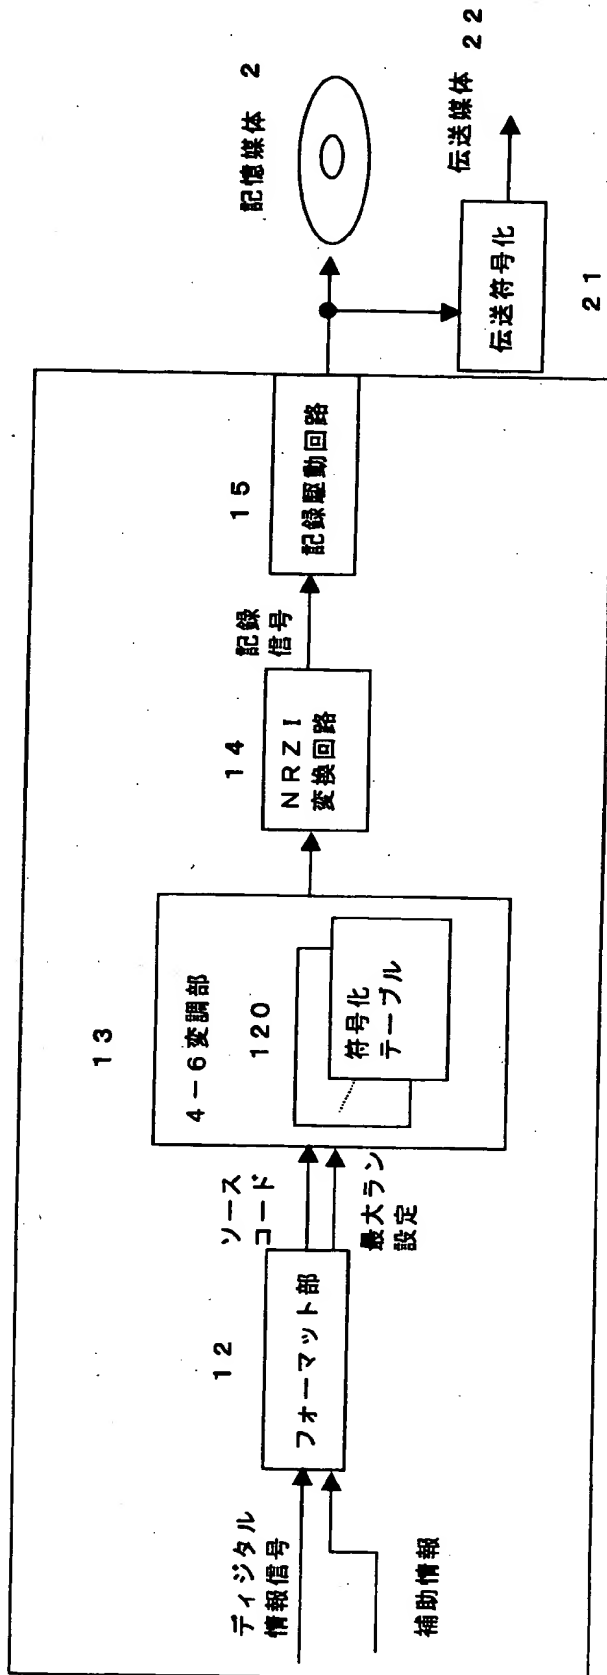 ディジタル
情報信号
補助情報
１２
フォーマット部
ソース
コード
最大ラン
設定
１３
４－６変調部
１２０
符号化
テーブル
１４
ＮＲＺＩ
変換回路
記録
信号
１５
記録駆動回路
記憶媒体　２
伝送符号化
２１
伝送媒体　２２